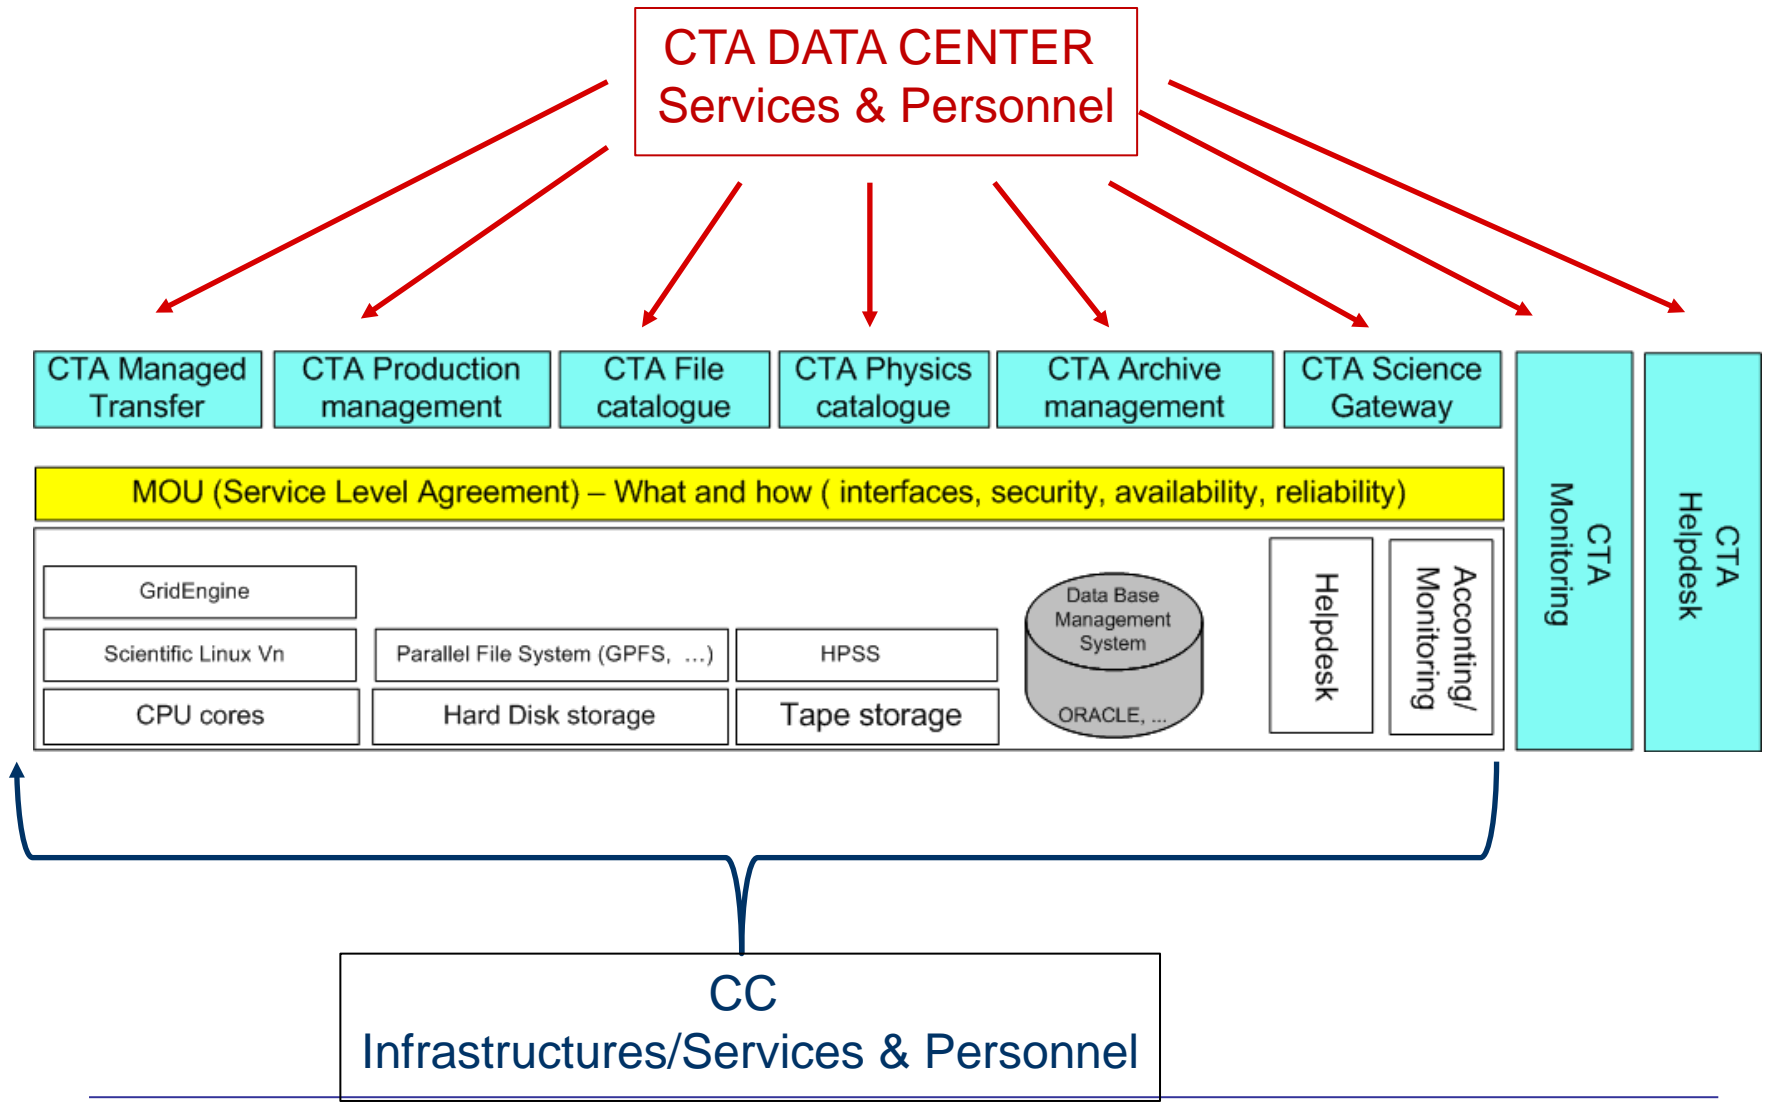 CTA DATA CENTER
Services & Personnel
CTA Managed
Transfer
CTA Production
management
CTA File
catalogue
CTA Physics
catalogue
CTA Archive
management
CTA Science
Gateway
CTA
Monitoring
CTA
Helpdesk
MOU (Service Level Agreement) – What and how ( interfaces, security, availability, reliability)
GridEngine
Scientific Linux Vn
CPU cores
Parallel File System (GPFS, ...)
Hard Disk storage
HPSS
Tape storage
Data Base
Management
System
ORACLE, ...
Helpdesk
Acconting/
Monitoring
CC
Infrastructures/Services & Personnel